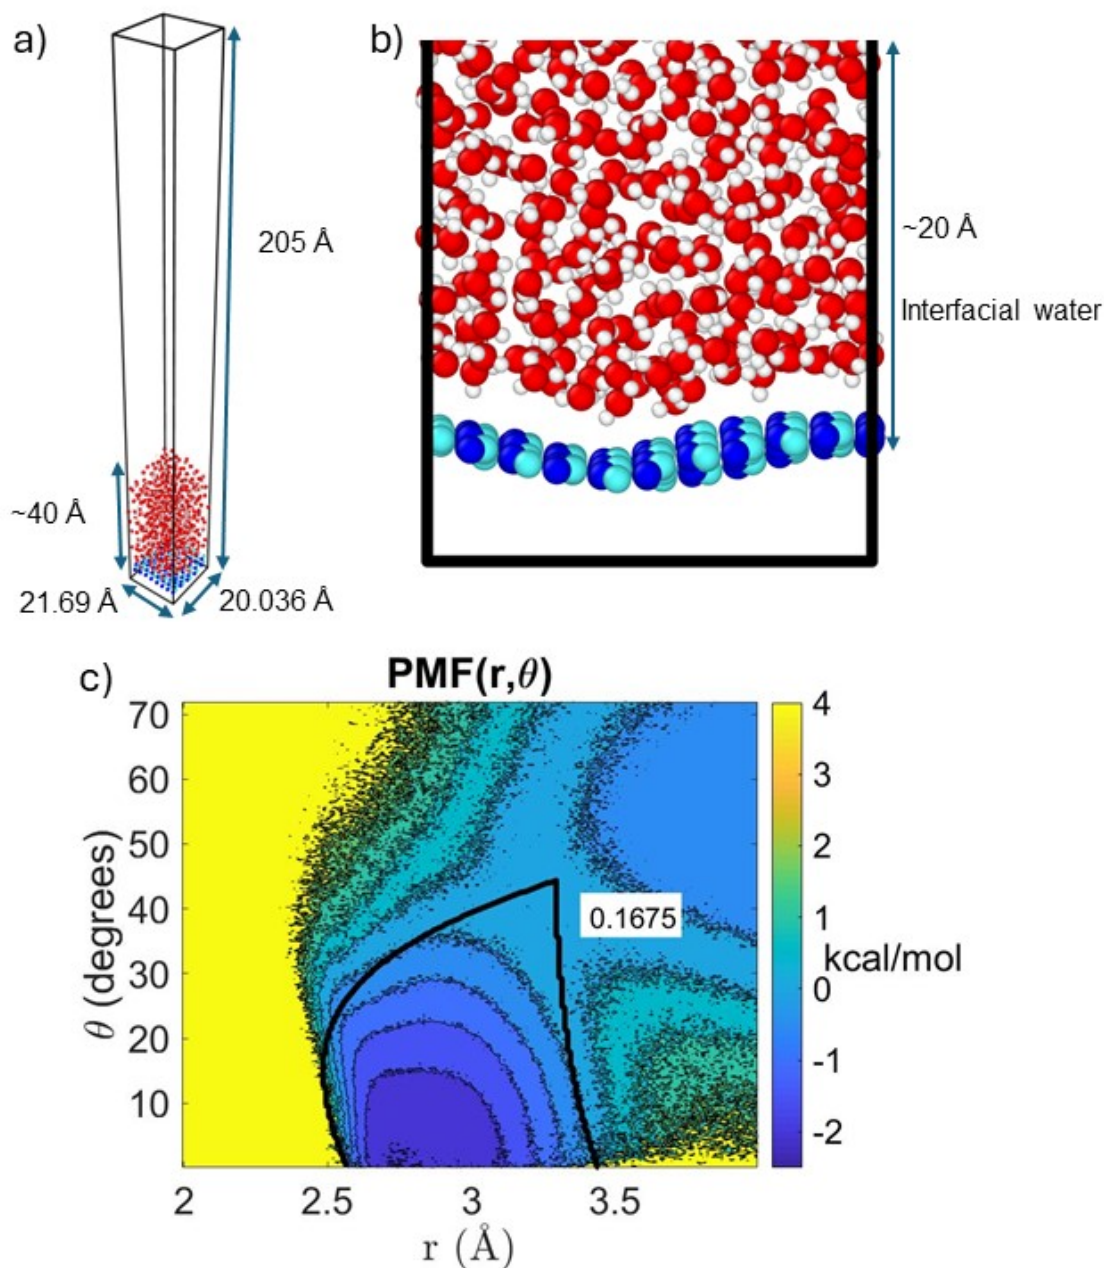 a)
205 Å
~40 Å
21.69 Å
20.036 Å
b)
~20 Å
Interfacial water
c)
PMF(r,θ)
70
60
50
40
30
20
10
θ (degrees)
2
2.5
3
3.5
r (Å)
0.1675
4
3
2
1
0
-1
-2
kcal/mol